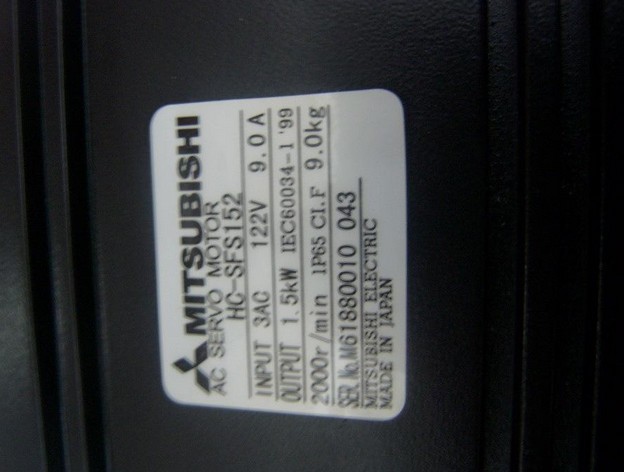 MITSUBISHI
AC SERVO MOTOR
HC-SFS152
INPUT 3AC 122V 9.0A
OUTPUT 1.5kW IEC60034-1 '99
2000r/min IP65 CI.F 9.0kg
SER.No.M61880010 043
MITSUBISHI ELECTRIC
MADE IN JAPAN